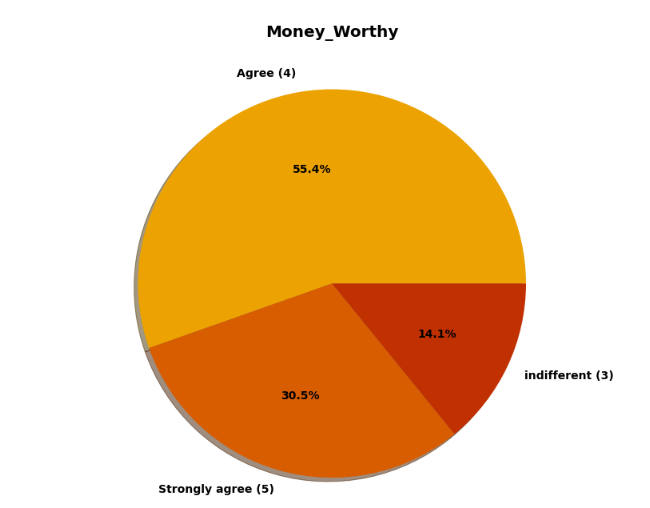 Money_Worthy
Agree (4)
55.4%
14.1%
indifferent (3)
30.5%
Strongly agree (5)